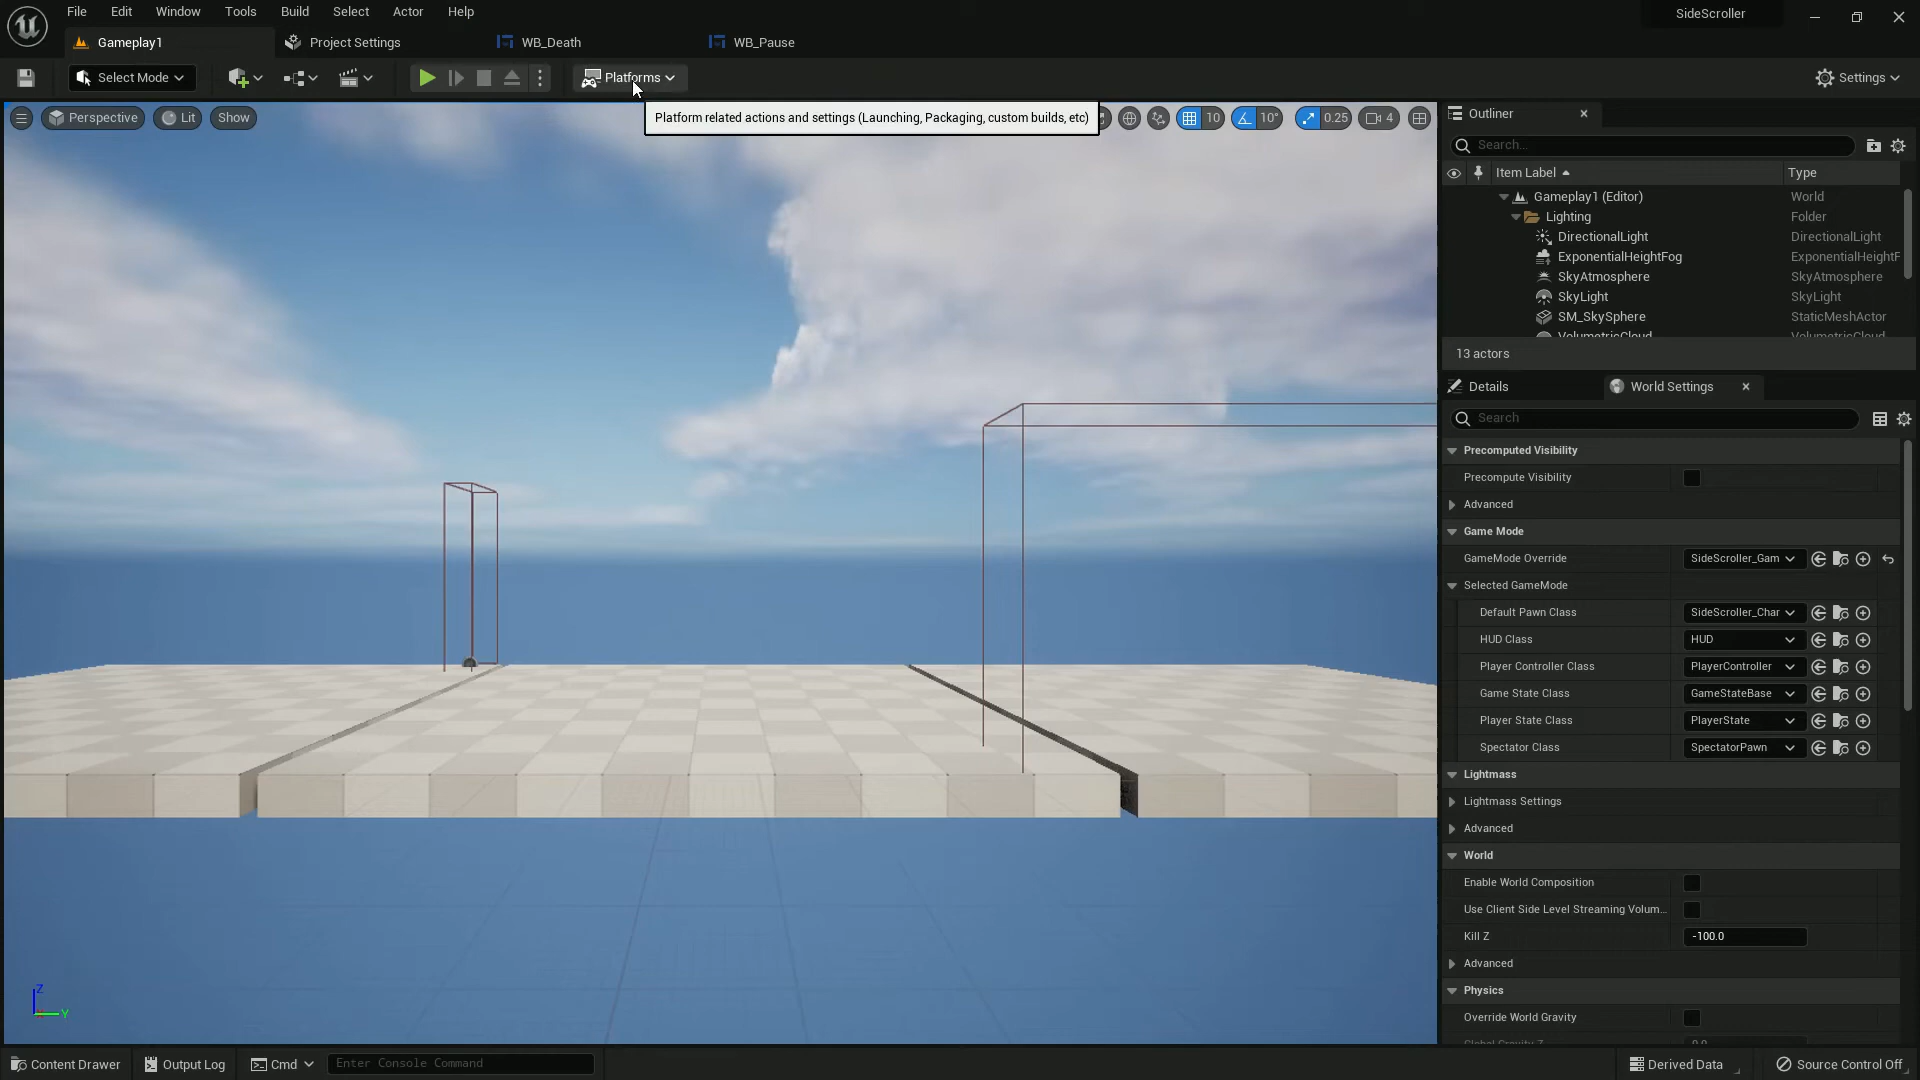 File Edit Window Tools Build Select Actor Help
SideScroller
Gameplay1 Project Settings WB_Death WB_Pause
Select Mode Platforms Settings
Platform related actions and settings (Launching, Packaging, custom builds, etc)
Perspective Lit Show 10 10° 0.25 4
Outliner
Search...
Item Label Type
Gameplay1 (Editor) World
Lighting Folder
DirectionalLight DirectionalLight
ExponentialHeightFog ExponentialHeightF
SkyAtmosphere SkyAtmosphere
SkyLight SkyLight
SM_SkySphere StaticMeshActor
13 actors
Details World Settings
Search
Precomputed Visibility
Precompute Visibility
Advanced
Game Mode
GameMode Override SideScroller_Gam
Selected GameMode
Default Pawn Class SideScroller_Char
HUD Class HUD
Player Controller Class PlayerController
Game State Class GameStateBase
Player State Class PlayerState
Spectator Class SpectatorPawn
Lightmass
Lightmass Settings
Advanced
World
Enable World Composition
Use Client Side Level Streaming Volum...
Kill Z -100.0
Advanced
Physics
Override World Gravity
Z
Y
Content Drawer Output Log Cmd Enter Console Command Derived Data Source Control Off